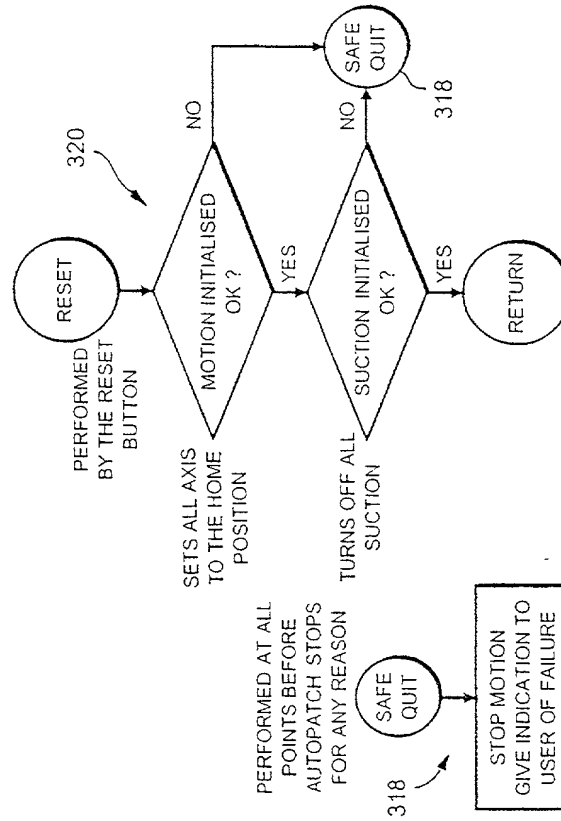 320
PERFORMED
BY THE RESET
BUTTON
RESET
SETS ALL AXIS
TO THE HOME
POSITION
MOTION INITIALISED
OK ?
NO
YES
TURNS OFF ALL
SUCTION
SUCTION INITIALISED
OK ?
NO
SAFE
QUIT
318
YES
RETURN
PERFORMED AT ALL
POINTS BEFORE
AUTOPATCH STOPS
FOR ANY REASON
SAFE
QUIT
318
STOP MOTION
GIVE INDICATION TO
USER OF FAILURE